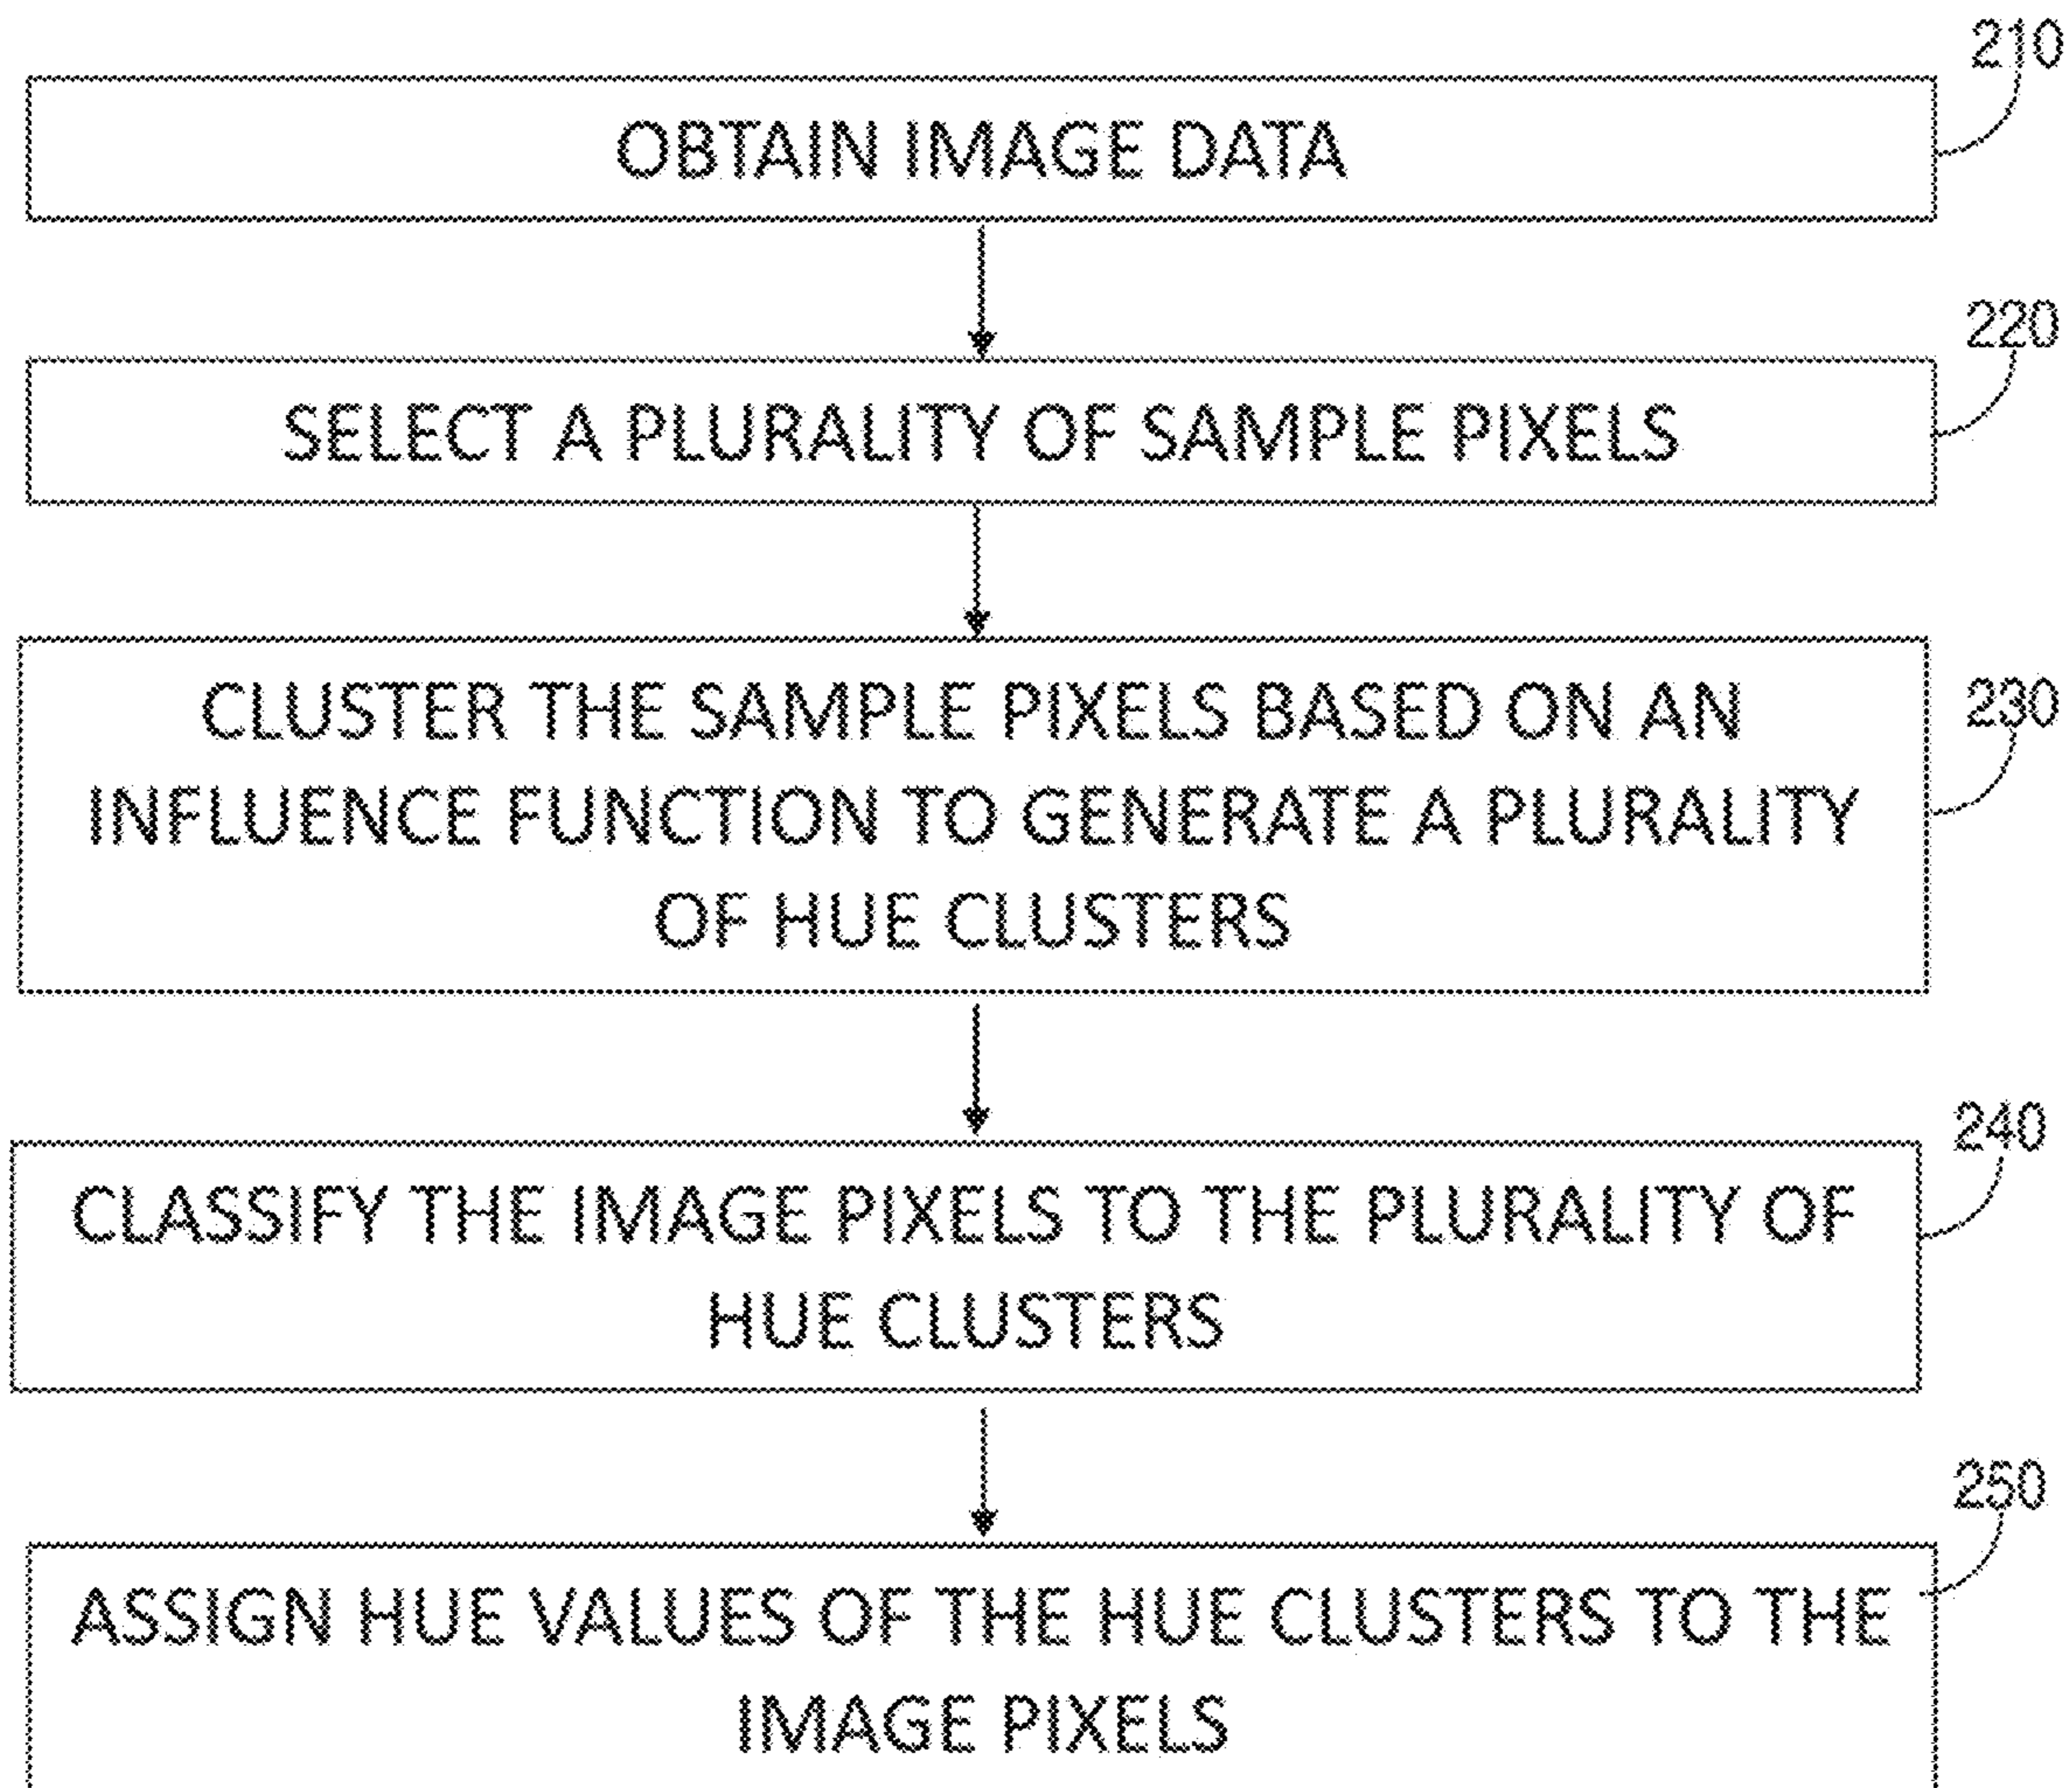 210
OBTAIN IMAGE DATA
220
SELECT A PLURALITY OF SAMPLE PIXELS
230
CLUSTER THE SAMPLE PIXELS BASED ON AN
INFLUENCE FUNCTION TO GENERATE A PLURALITY
OF HUE CLUSTERS
240
CLASSIFY THE IMAGE PIXELS TO THE PLURALITY OF
HUE CLUSTERS
250
ASSIGN HUE VALUES OF THE HUE CLUSTERS TO THE
IMAGE PIXELS